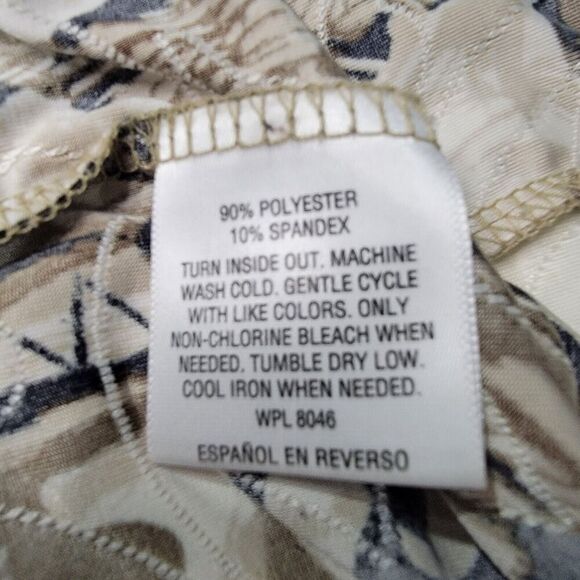 90% POLYESTER
10% SPANDEX
TURN INSIDE OUT. MACHINE
WASH COLD. GENTLE CYCLE
WITH LIKE COLORS. ONLY
NON-CHLORINE BLEACH WHEN
NEEDED. TUMBLE DRY LOW.
COOL IRON WHEN NEEDED.
WPL 8046
ESPAÑOL EN REVERSO